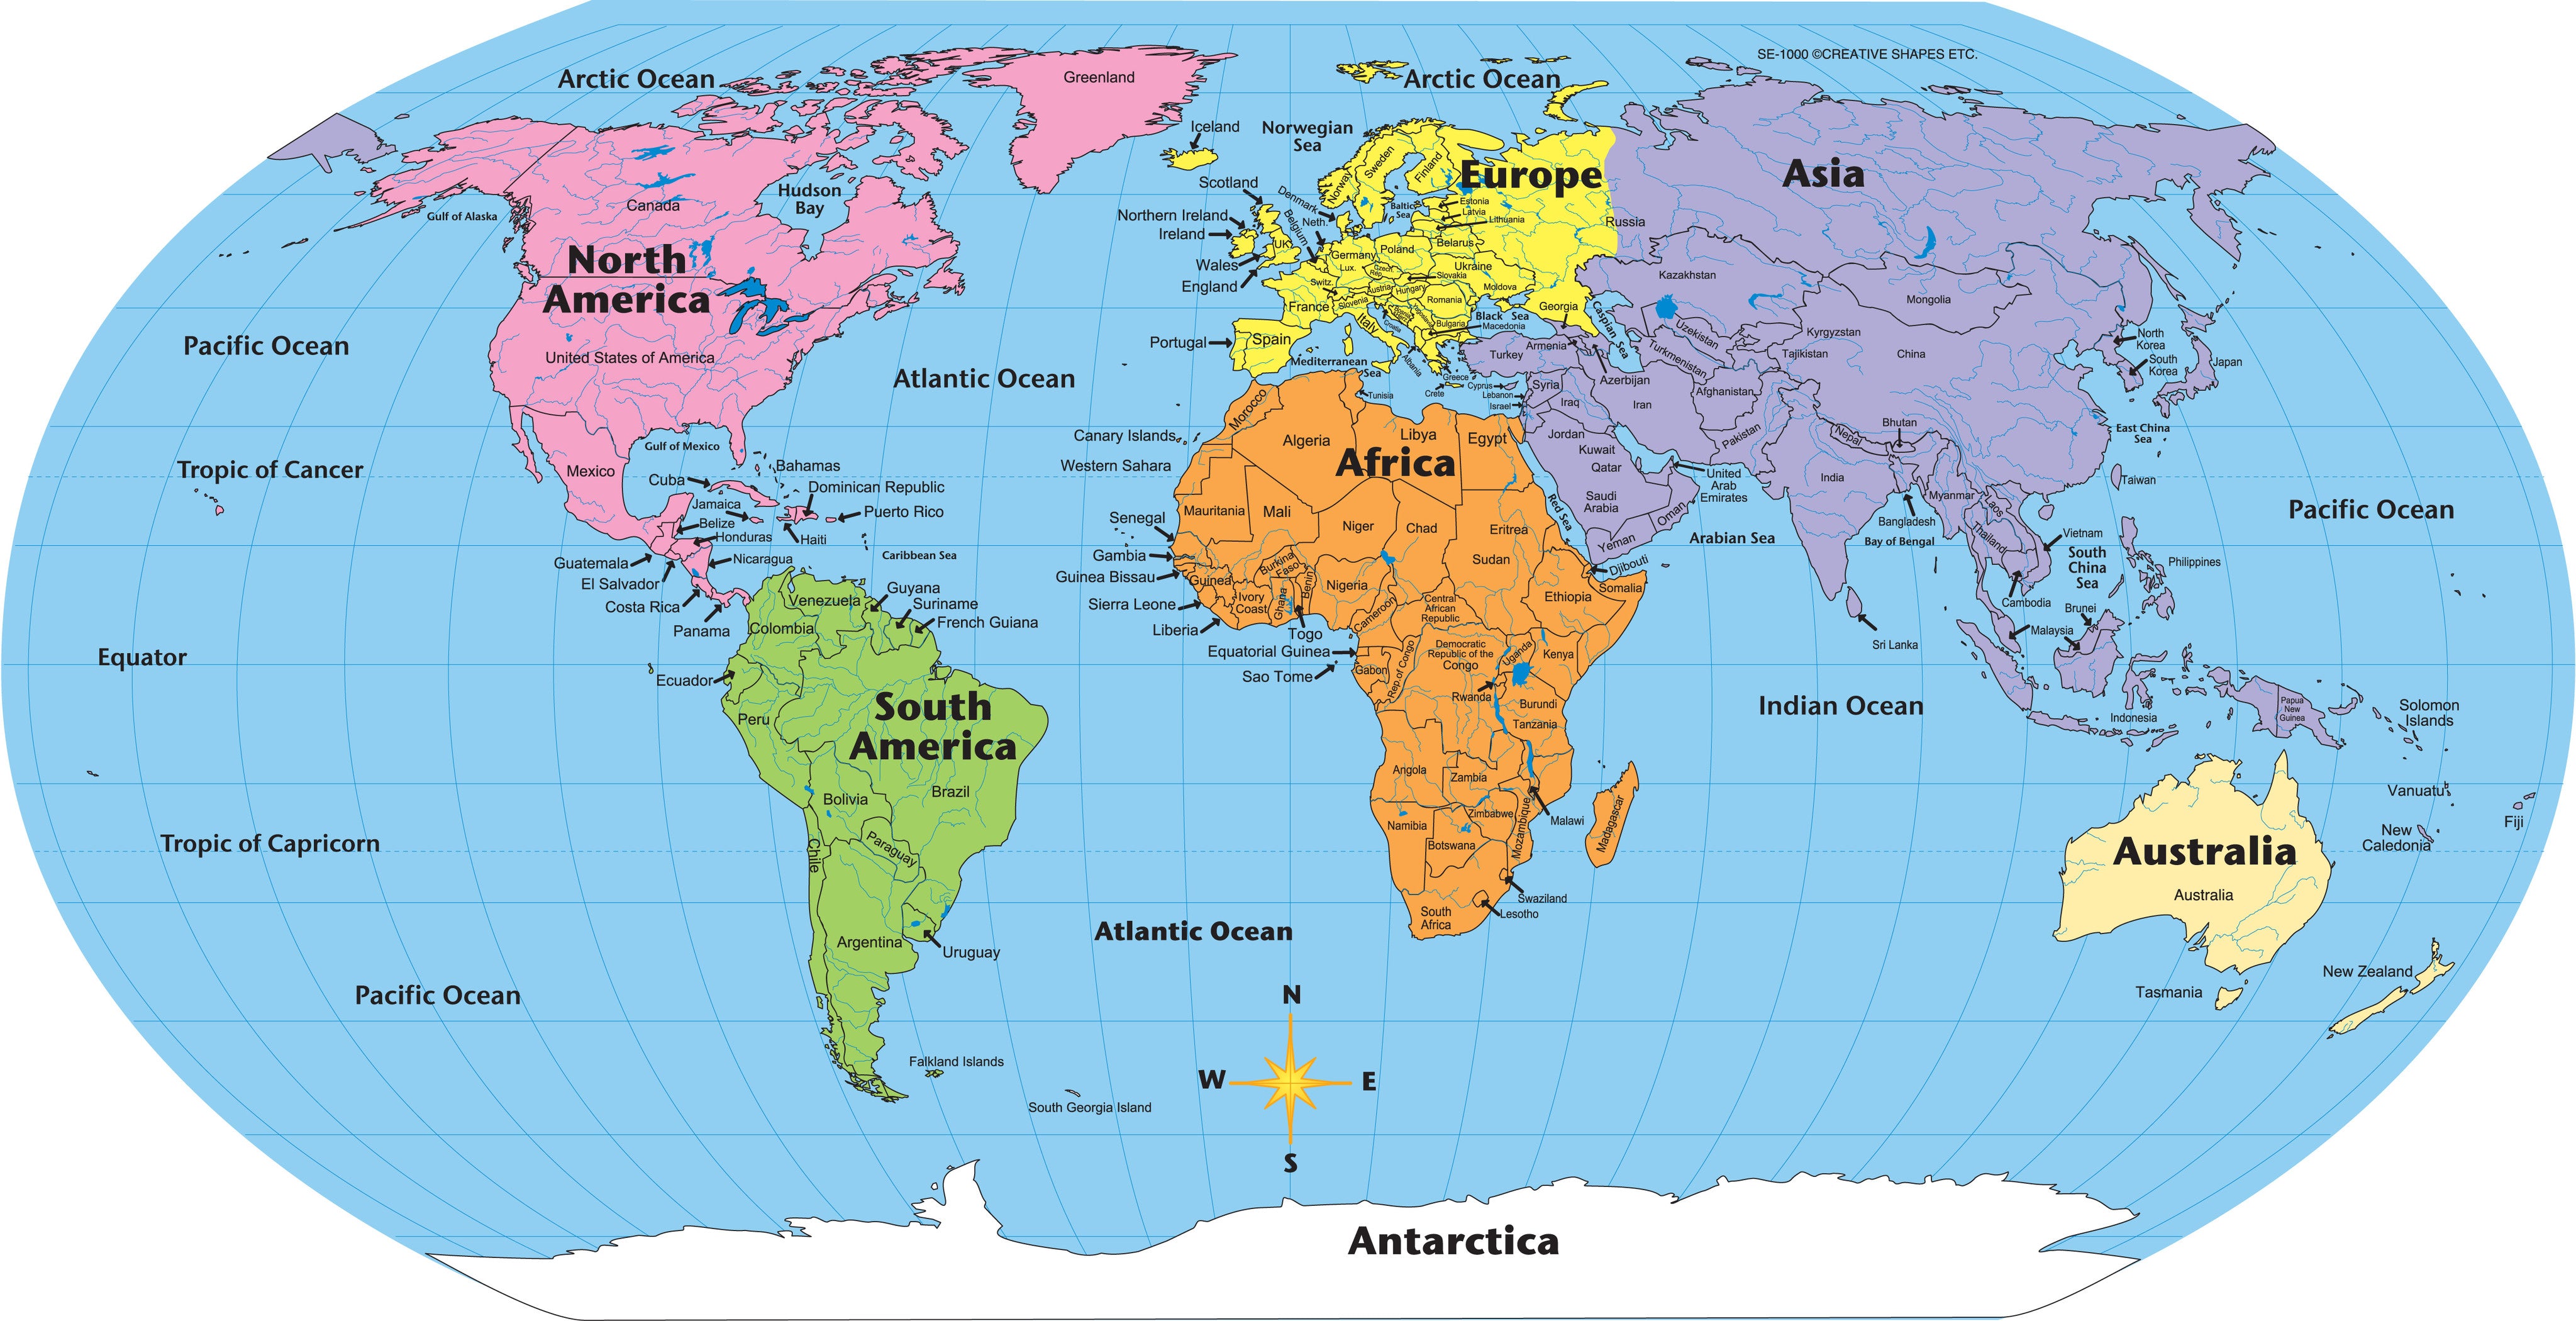 SE-1000 ©CREATIVE SHAPES ETC.
Arctic Ocean
Greenland
Arctic Ocean
Iceland
Norwegian
Sea
Hudson
Bay
Gulf of Alaska
Canada
North
America
United States of America
Pacific Ocean
Atlantic Ocean
Tropic of Cancer
Mexico
Gulf of Mexico
Cuba
Bahamas
Dominican Republic
Jamaica
Puerto Rico
Belize
Honduras
Haiti
Guatemala
Nicaragua
Caribbean Sea
El Salvador
Costa Rica
Panama
Scotland
Northern Ireland
Ireland
UK
Wales
England
Denmark
Neth.
Belgium
Norway
Sweden
Finland
Europe
Baltic
Sea
Estonia
Latvia
Lithuania
Belarus
Poland
Germany
Lux.
Czech
Rep.
Slovakia
Ukraine
Switz.
Austria
Hungary
Moldova
France
Slovenia
Romania
Croatia
Italy
Bulgaria
Macedonia
Black Sea
Georgia
Caspian Sea
Portugal
Spain
Mediterranean
Sea
Albania
Greece
Crete
Asia
Russia
Kazakhstan
Mongolia
Uzbekistan
Kyrgyzstan
Turkmenistan
Tajikistan
China
North
Korea
South
Korea
Japan
Turkey
Armenia
Azerbijan
Cyprus
Lebanon
Israel
Syria
Iraq
Iran
Afghanistan
Pakistan
Jordan
Kuwait
Qatar
United
Arab
Emirates
Saudi
Arabia
Oman
Yemen
Red Sea
Arabian Sea
Nepal
Bhutan
India
Bangladesh
Myanmar
Bay of Bengal
Laos
Thailand
Vietnam
Cambodia
East China
Sea
Taiwan
South
China
Sea
Philippines
Brunei
Malaysia
Sri Lanka
Indonesia
Papua
New
Guinea
Pacific Ocean
Solomon
Islands
Vanuatu
Fiji
New
Caledonia
Indian Ocean
Tunisia
Morocco
Canary Islands
Western Sahara
Algeria
Libya
Egypt
Africa
Mauritania
Mali
Niger
Chad
Eritrea
Sudan
Senegal
Gambia
Guinea Bissau
Guinea
Sierra Leone
Liberia
Ivory
Coast
Burkina
Faso
Ghana
Togo
Benin
Nigeria
Cameroon
Central
African
Republic
Djibouti
Somalia
Ethiopia
Equatorial Guinea
Sao Tome
Gabon
Rep.of Congo
Democratic
Republic of the
Congo
Uganda
Kenya
Rwanda
Burundi
Tanzania
Angola
Zambia
Malawi
Mozambique
Zimbabwe
Namibia
Botswana
Madagascar
Swaziland
Lesotho
South
Africa
Venezuela
Guyana
Suriname
French Guiana
Colombia
Equator
Ecuador
Peru
South
America
Brazil
Bolivia
Paraguay
Chile
Tropic of Capricorn
Argentina
Uruguay
Pacific Ocean
Falkland Islands
South Georgia Island
Atlantic Ocean
Australia
Australia
Tasmania
New Zealand
N
W
E
S
Antarctica